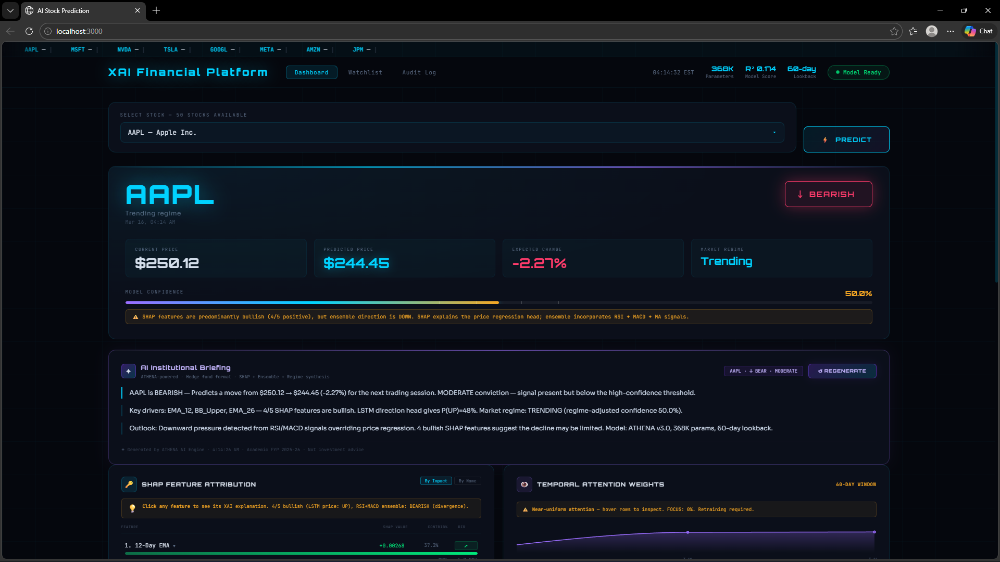 AI Stock Prediction
localhost:3000
Chat
AAPL — | MSFT — | NVDA — | TSLA — | GOOGL — | META — | AMZN — | JPM — |
XAI Financial Platform
Dashboard
Watchlist
Audit Log
04:14:32 EST
368K
Parameters
R² 0.174
Model Score
60-day
Lookback
● Model Ready
SELECT STOCK — 50 STOCKS AVAILABLE
AAPL — Apple Inc.
PREDICT
AAPL
Trending regime
Mar 16, 04:14 AM
↓ BEARISH
CURRENT PRICE
$250.12
PREDICTED PRICE
$244.45
EXPECTED CHANGE
-2.27%
MARKET REGIME
Trending
MODEL CONFIDENCE
50.0%
⚠ SHAP features are predominantly bullish (4/5 positive), but ensemble direction is DOWN. SHAP explains the price regression head; ensemble incorporates RSI + MACD + MA signals.
AI Institutional Briefing
ATHENA-powered · Hedge fund format · SHAP + Ensemble + Regime synthesis
AAPL · ↓ BEAR · MODERATE
↺ REGENERATE
AAPL is BEARISH — Predicts a move from $250.12 → $244.45 (-2.27%) for the next trading session. MODERATE conviction — signal present but below the high-confidence threshold.
Key drivers: EMA_12, BB_Upper, EMA_26 — 4/5 SHAP features are bullish. LSTM direction head gives P(UP)=48%. Market regime: TRENDING (regime-adjusted confidence 50.0%).
Outlook: Downward pressure detected from RSI/MACD signals overriding price regression. 4 bullish SHAP features suggest the decline may be limited. Model: ATHENA v3.0, 368K params, 60-day lookback.
✦ Generated by ATHENA AI Engine · 4:14:26 AM · Academic FYP 2025-26 · Not investment advice
SHAP FEATURE ATTRIBUTION
By Impact
By Name
Click any feature to see its XAI explanation. 4/5 bullish (LSTM price: UP), RSI+MACD ensemble: BEARISH (divergence).
FEATURE
SHAP VALUE
CONTRIB%
DIR
1. 12-Day EMA ▾
+0.00268
37.3%
↗
TEMPORAL ATTENTION WEIGHTS
60-DAY WINDOW
⚠ Near-uniform attention — hover rows to inspect. FOCUS: 0%. Retraining required.